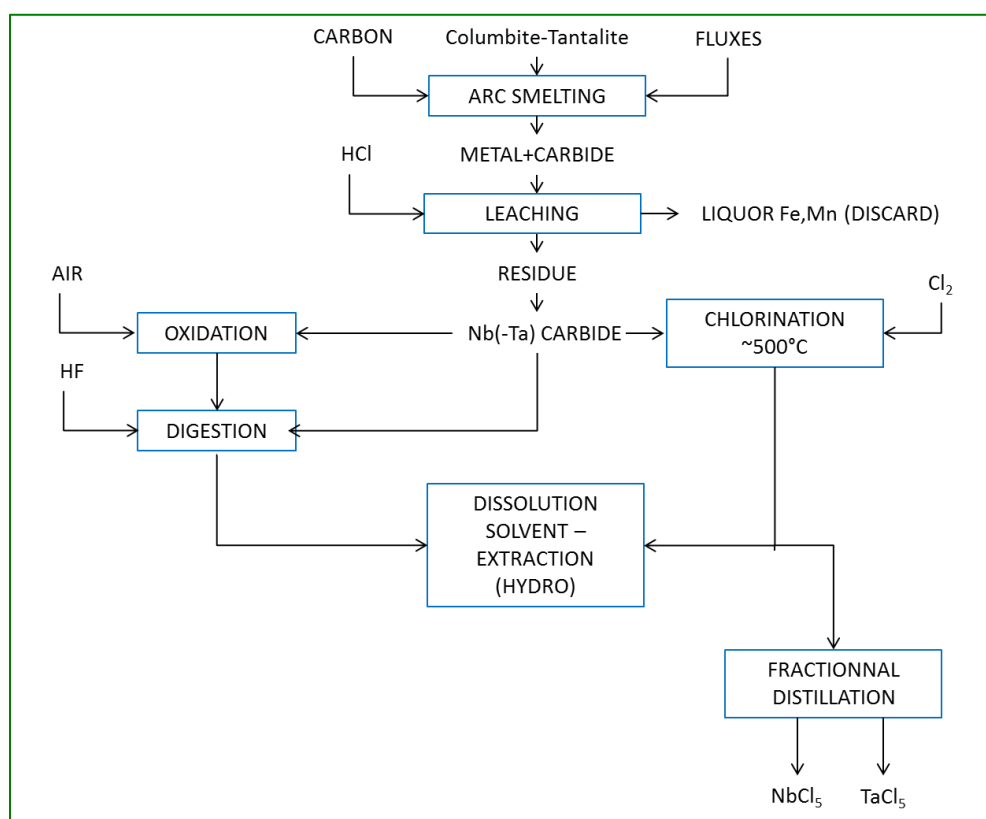 CARBON
Columbite-Tantalite
FLUXES
ARC SMELTING
HCl
METAL+CARBIDE
LEACHING
LIQUOR Fe,Mn (DISCARD)
RESIDUE
AIR
Cl₂
OXIDATION
Nb(-Ta) CARBIDE
CHLORINATION
~500°C
HF
DIGESTION
DISSOLUTION
SOLVENT –
EXTRACTION
(HYDRO)
FRACTIONNAL
DISTILLATION
NbCl₅
TaCl₅